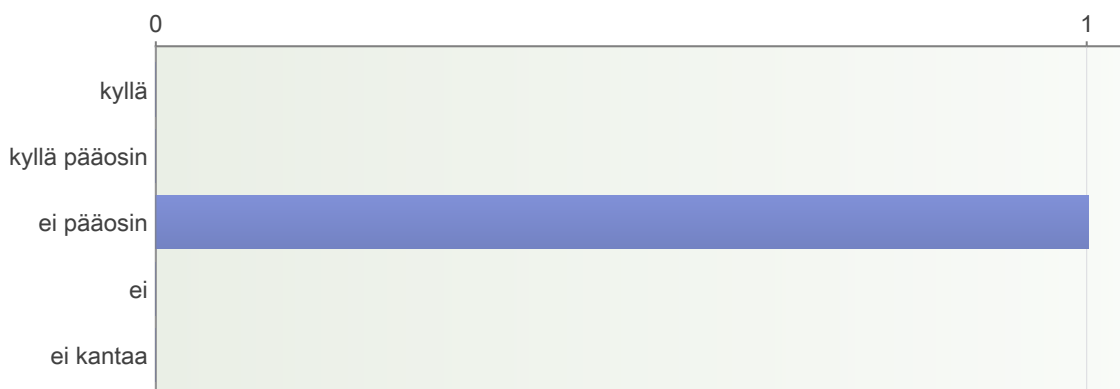 0 1
kyllä
kyllä pääosin
ei pääosin
ei
ei kantaa